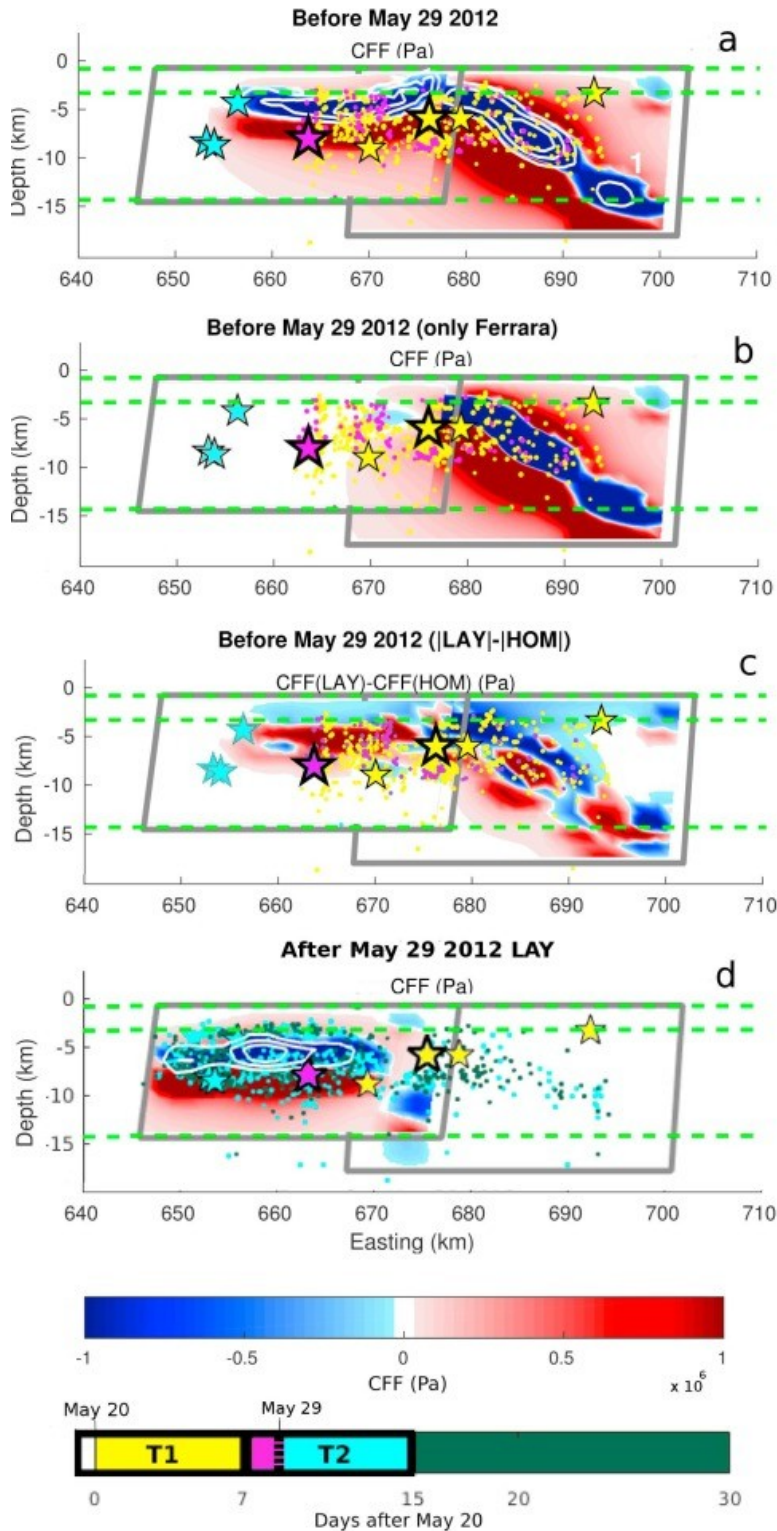 Before May 29 2012
a
CFF (Pa)
0
-5
-10
-15
Depth (km)
1
640 650 660 670 680 690 700 710
Before May 29 2012 (only Ferrara)
b
CFF (Pa)
0
-5
-10
-15
Depth (km)
640 650 660 670 680 690 700 710
Before May 29 2012 (|LAY|-|HOM|)
c
CFF(LAY)-CFF(HOM) (Pa)
0
-5
-10
-15
Depth (km)
640 650 660 670 680 690 700 710
After May 29 2012 LAY
d
CFF (Pa)
0
-5
-10
-15
Depth (km)
640 650 660 670 680 690 700 710
Easting (km)
-1 -0.5 0 0.5 1
CFF (Pa)
x 10^6
May 20 May 29
T1 T2
0 7 15 20 30
Days after May 20